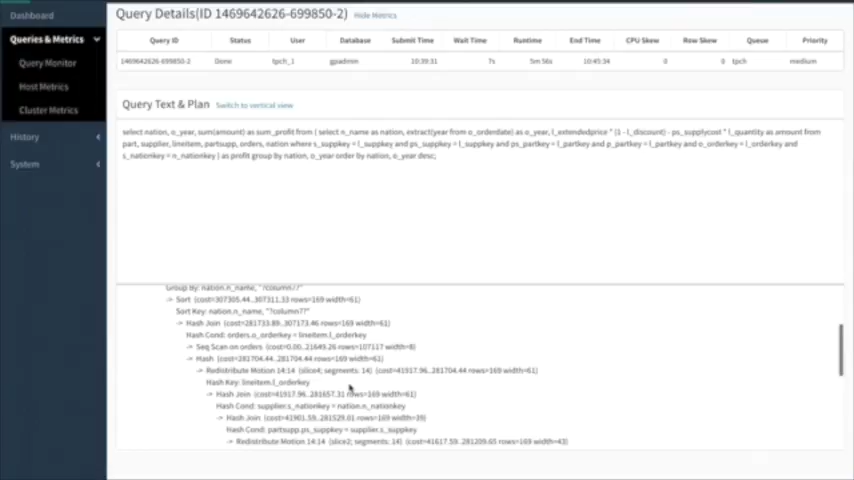 Dashboard
Queries & Metrics
Query Monitor
Host Metrics
Cluster Metrics
History
System
Query Details(ID 1469642626-699850-2) Hide Metrics
Query ID Status User Database Submit Time Wait Time Runtime End Time CPU Skew Row Skew Queue Priority
1469642626-699850-2 Done tpch_1 gpadmin 10:39:31 7s 5m 56s 10:45:34 0 0 tpch medium
Query Text & Plan Switch to vertical view
select nation, o_year, sum(amount) as sum_profit from ( select n_name as nation, extract(year from o_orderdate) as o_year, l_extendedprice * (1 - l_discount) - ps_supplycost * l_quantity as amount from
part, supplier, lineitem, partsupp, orders, nation where s_suppkey = l_suppkey and ps_suppkey = l_suppkey and ps_partkey = l_partkey and p_partkey = l_partkey and o_orderkey = l_orderkey and
s_nationkey = n_nationkey ) as profit group by nation, o_year order by nation, o_year desc;
Group By: nation.n_name, "?column??"
-> Sort (cost=307305.44..307311.33 rows=169 width=61)
Sort Key: nation.n_name, "?column??"
-> Hash Join (cost=281733.89..307173.46 rows=169 width=61)
Hash Cond: orders.o_orderkey = lineitem.l_orderkey
-> Seq Scan on orders (cost=0.00..21649.26 rows=107117 width=8)
-> Hash (cost=281704.44..281704.44 rows=169 width=61)
-> Redistribute Motion 14:14 (slice4; segments: 14) (cost=41917.96..281704.44 rows=169 width=61)
Hash Key: lineitem.l_orderkey
-> Hash Join (cost=41917.96..281657.31 rows=169 width=61)
Hash Cond: supplier.s_nationkey = nation.n_nationkey
-> Hash Join (cost=41901.59..281529.01 rows=169 width=39)
Hash Cond: partsupp.ps_suppkey = supplier.s_suppkey
-> Redistribute Motion 14:14 (slice2; segments: 14) (cost=41617.59..281209.65 rows=169 width=43)